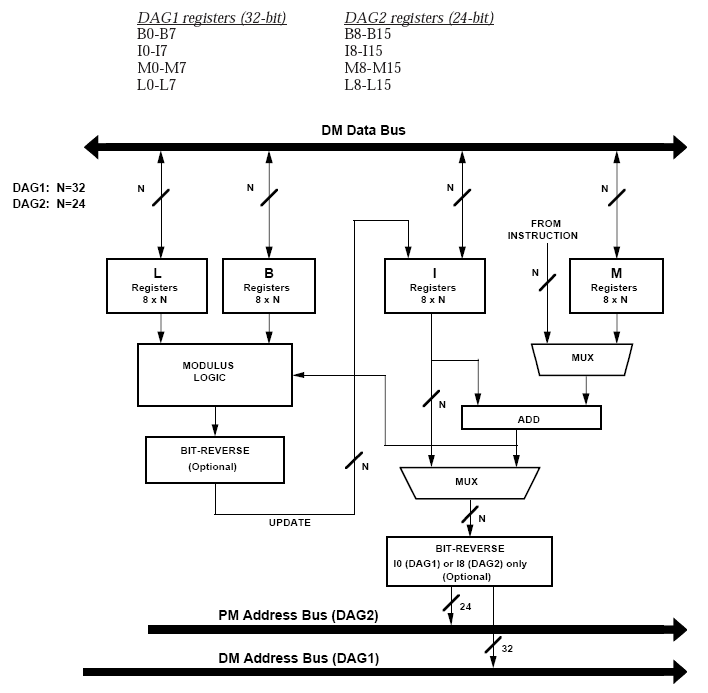 DAG1 registers (32-bit)
B0-B7
I0-I7
M0-M7
L0-L7
DAG2 registers (24-bit)
B8-B15
I8-I15
M8-M15
L8-L15
DM Data Bus
DAG1: N=32
DAG2: N=24
N
N
N
N
FROM
INSTRUCTION
N
L
Registers
8 x N
B
Registers
8 x N
I
Registers
8 x N
M
Registers
8 x N
MODULUS
LOGIC
MUX
N
ADD
BIT-REVERSE
(Optional)
N
MUX
UPDATE
N
BIT-REVERSE
I0 (DAG1) or I8 (DAG2) only
(Optional)
24
PM Address Bus (DAG2)
32
DM Address Bus (DAG1)